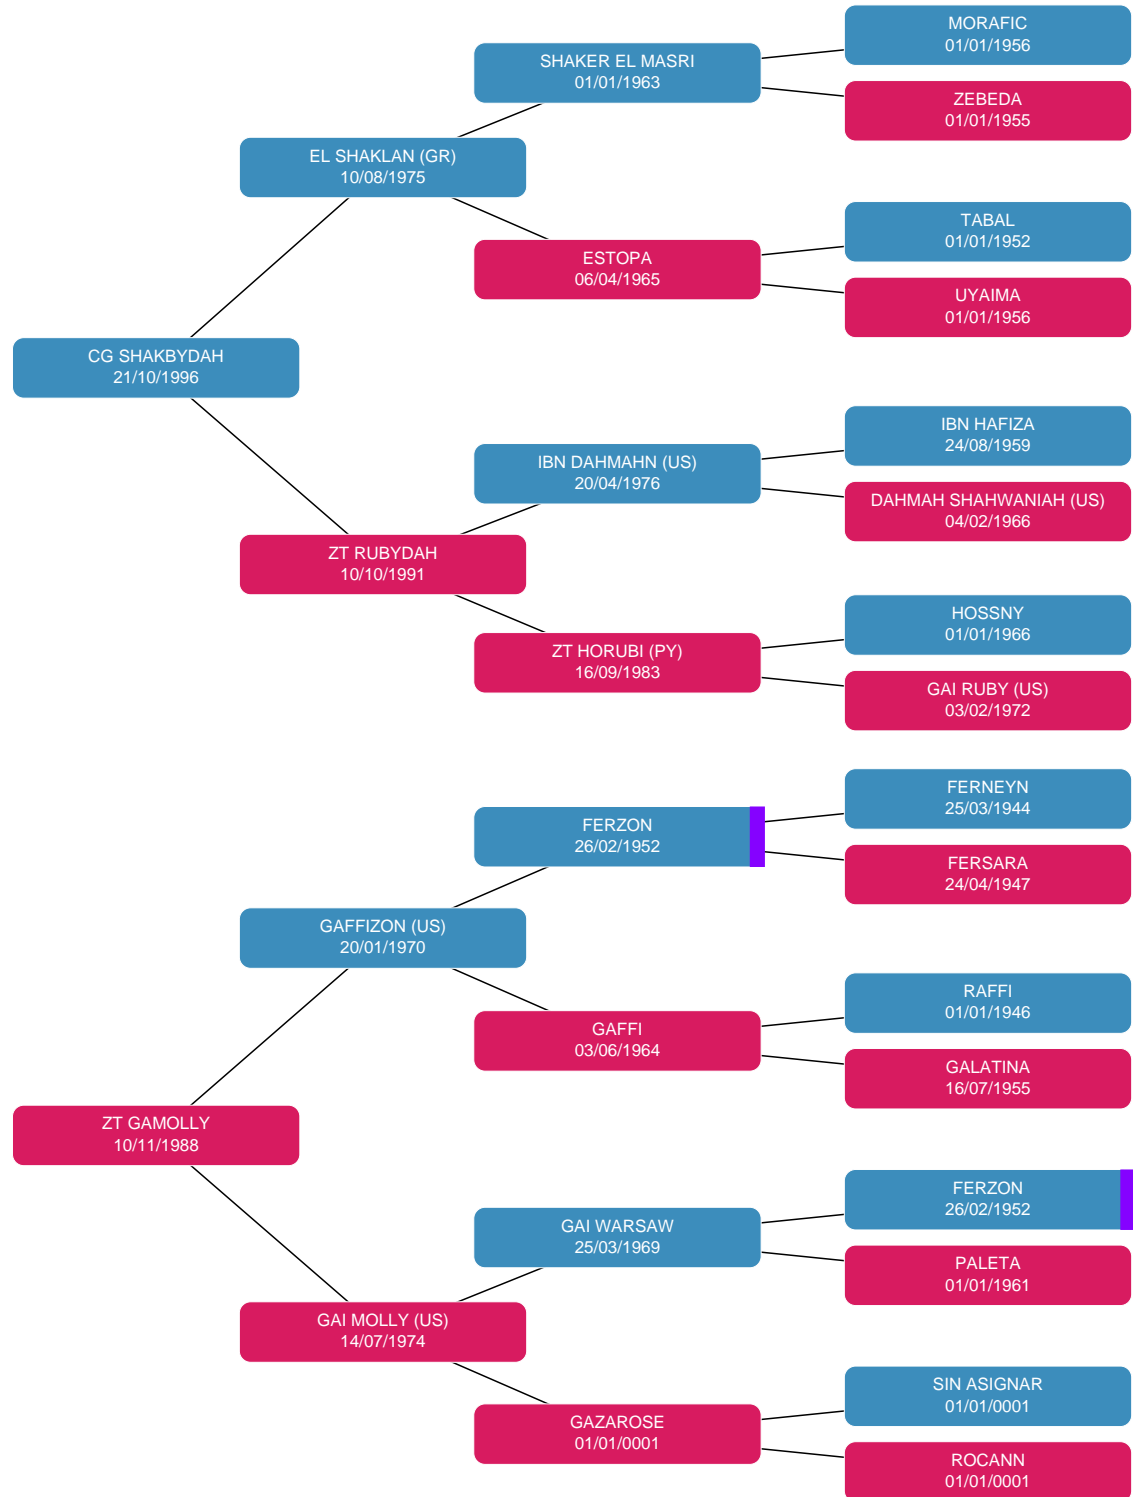 MORAFIC
01/01/1956
SHAKER EL MASRI
01/01/1963
ZEBEDA
01/01/1955
EL SHAKLAN (GR)
10/08/1975
TABAL
01/01/1952
ESTOPA
06/04/1965
UYAIMA
01/01/1956
CG SHAKBYDAH
21/10/1996
IBN HAFIZA
24/08/1959
IBN DAHMAHN (US)
20/04/1976
DAHMAH SHAHWANIAH (US)
04/02/1966
ZT RUBYDAH
10/10/1991
HOSSNY
01/01/1966
ZT HORUBI (PY)
16/09/1983
GAI RUBY (US)
03/02/1972
FERNEYN
25/03/1944
FERZON
26/02/1952
FERSARA
24/04/1947
GAFFIZON (US)
20/01/1970
RAFFI
01/01/1946
GAFFI
03/06/1964
GALATINA
16/07/1955
ZT GAMOLLY
10/11/1988
FERZON
26/02/1952
GAI WARSAW
25/03/1969
PALETA
01/01/1961
GAI MOLLY (US)
14/07/1974
SIN ASIGNAR
01/01/0001
GAZAROSE
01/01/0001
ROCANN
01/01/0001